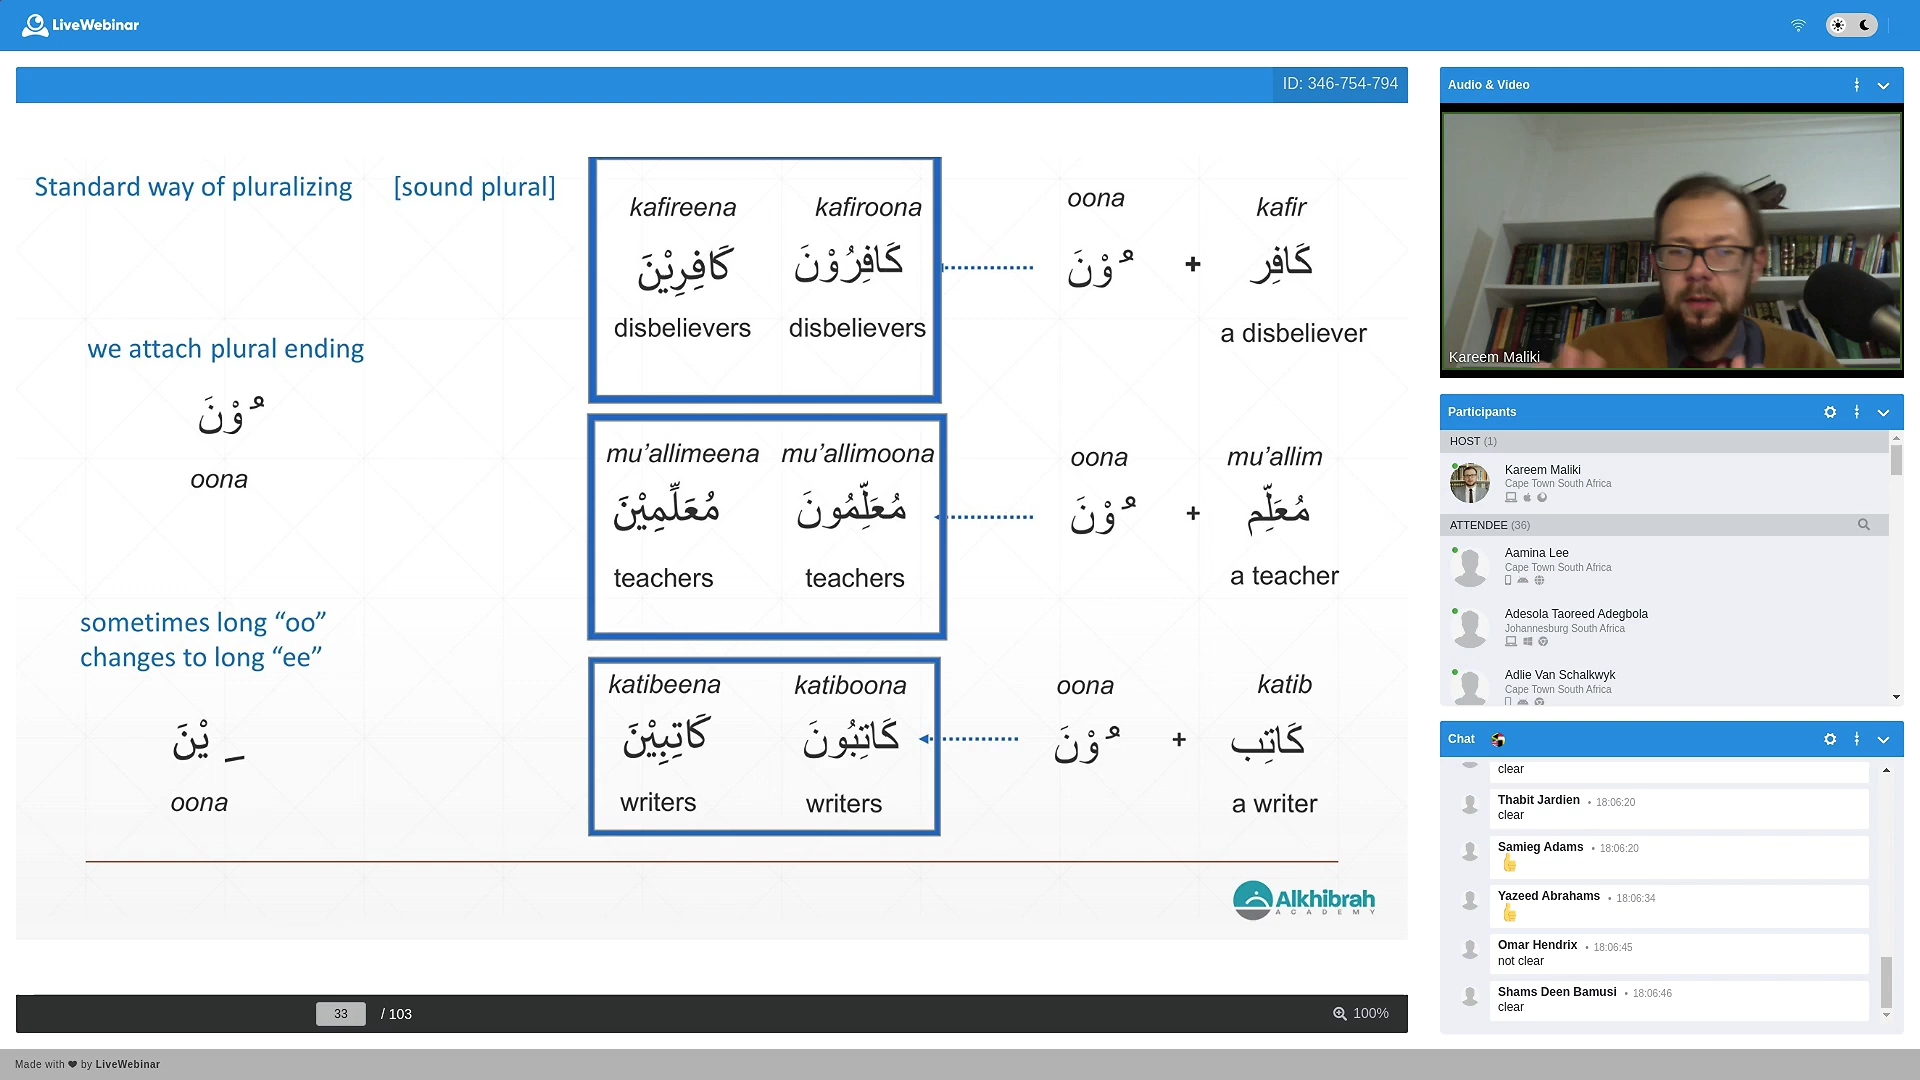 LiveWebinar
ID: 346-754-794
Standard way of pluralizing [sound plural]
we attach plural ending
ـُوْنَ
oona
sometimes long “oo”
changes to long “ee”
ـِيْنَ
oona
kafireena kafiroona oona kafir
كَافِرِيْنَ كَافِرُوْنَ ـُوْنَ + كَافِر
disbelievers disbelievers a disbeliever
mu’allimeena mu’allimoona oona mu’allim
مُعَلِّمِيْنَ مُعَلِّمُونَ ـُوْنَ + مُعَلِّم
teachers teachers a teacher
katibeena katiboona oona katib
كَاتِبِيْنَ كَاتِبُونَ ـُوْنَ + كَاتِب
writers writers a writer
Alkhibrah
ACADEMY
33 / 103
100%
Audio & Video
Kareem Maliki
Participants
HOST (1)
Kareem Maliki
Cape Town South Africa
ATTENDEE (36)
Aamina Lee
Cape Town South Africa
Adesola Taoreed Adegbola
Johannesburg South Africa
Adlie Van Schalkwyk
Cape Town South Africa
Chat
clear
Thabit Jardien • 18:06:20
clear
Samieg Adams • 18:06:20
👍
Yazeed Abrahams • 18:06:34
👍
Omar Hendrix • 18:06:45
not clear
Shams Deen Bamusi • 18:06:46
clear
Made with ❤ by LiveWebinar